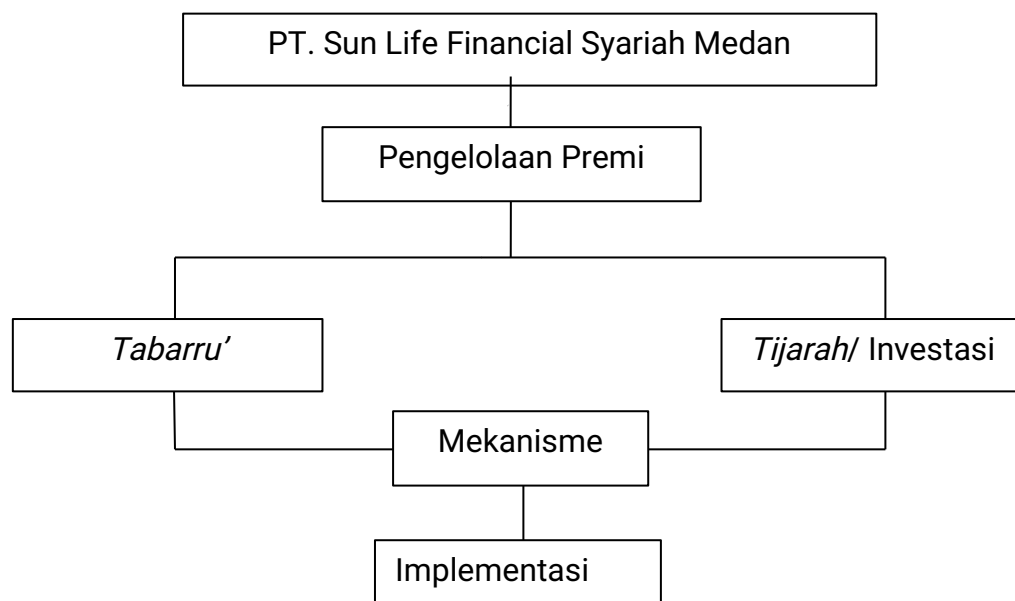 PT. Sun Life Financial Syariah Medan
Pengelolaan Premi
Tabarru’
Tijarah/ Investasi
Mekanisme
Implementasi